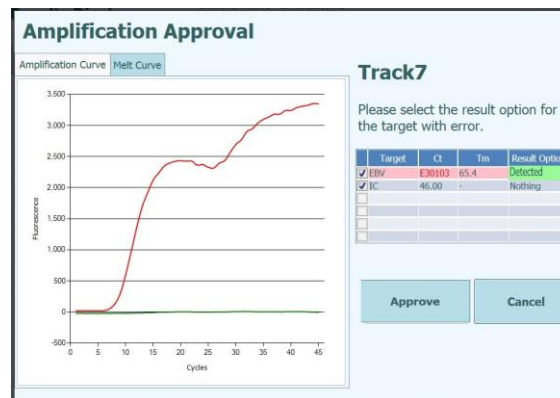 Amplification Approval
Amplification Curve Melt Curve
3.500
3.000
2.500
2.000
1.500
1.000
500
0
-500
Fluorescence
0 5 10 15 20 25 30 35 40 45
Cycles
Track7
Please select the result option for
the target with error.
Target Ct Tm Result Optio
EBV E30103 65.4 Detected
IC 46.00 - Nothing
Approve Cancel